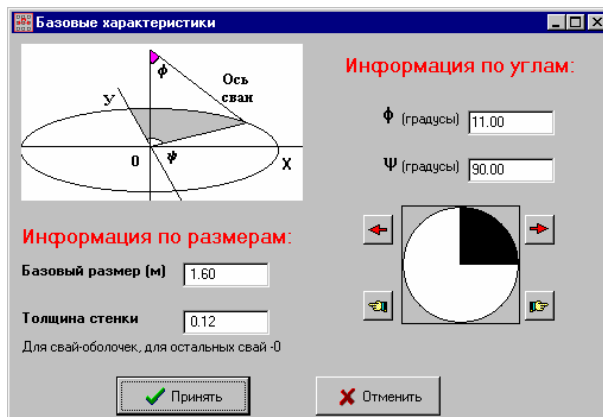 Базовые характеристики
ϕ
Ось
сваи
У
0
ψ
Х
Информация по углам:
ϕ (градусы) 11.00
Ψ (градусы) 90.00
Информация по размерам:
Базовый размер (м) 1.60
Толщина стенки 0.12
Для свай-оболочек, для остальных свай -0
Принять
Отменить